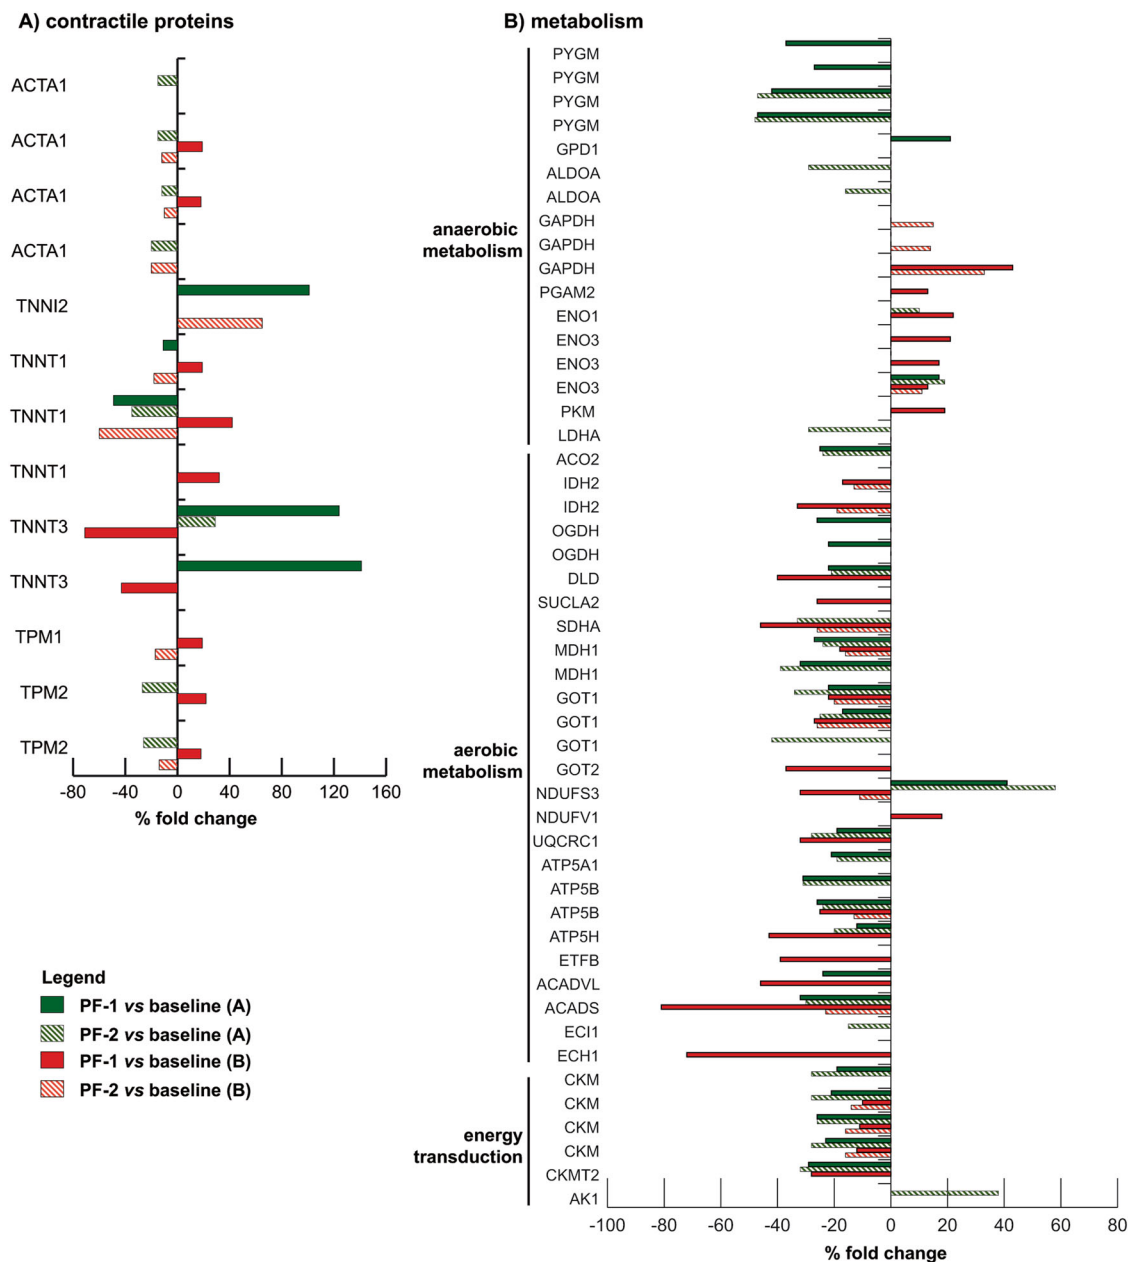 A) contractile proteins
ACTA1
ACTA1
ACTA1
ACTA1
TNNI2
TNNT1
TNNT1
TNNT1
TNNT3
TNNT3
TPM1
TPM2
TPM2
-80 -40 0 40 80 120 160
% fold change
Legend
PF-1 vs baseline (A)
PF-2 vs baseline (A)
PF-1 vs baseline (B)
PF-2 vs baseline (B)
B) metabolism
anaerobic
metabolism
PYGM
PYGM
PYGM
PYGM
GPD1
ALDOA
ALDOA
GAPDH
GAPDH
GAPDH
PGAM2
ENO1
ENO3
ENO3
ENO3
PKM
LDHA
aerobic
metabolism
ACO2
IDH2
IDH2
OGDH
OGDH
DLD
SUCLA2
SDHA
MDH1
MDH1
GOT1
GOT1
GOT1
GOT2
NDUFS3
NDUFV1
UQCRC1
ATP5A1
ATP5B
ATP5B
ATP5H
ETFB
ACADVL
ACADS
ECI1
ECH1
energy
transduction
CKM
CKM
CKM
CKM
CKMT2
AK1
-100 -80 -60 -40 -20 0 20 40 60 80
% fold change